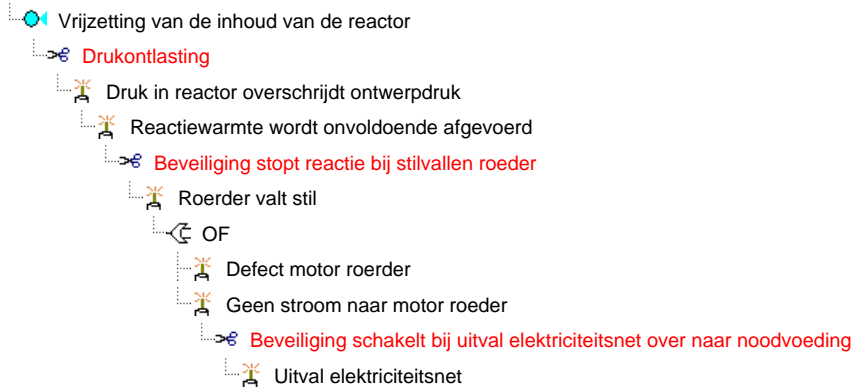 Vrijzetting van de inhoud van de reactor
Drukontlasting
Druk in reactor overschrijdt ontwerpdruk
Reactiewarmte wordt onvoldoende afgevoerd
Beveiliging stopt reactie bij stilvallen roeder
Roerder valt stil
OF
Defect motor roerder
Geen stroom naar motor roeder
Beveiliging schakelt bij uitval elektriciteitsnet over naar noodvoeding
Uitval elektriciteitsnet